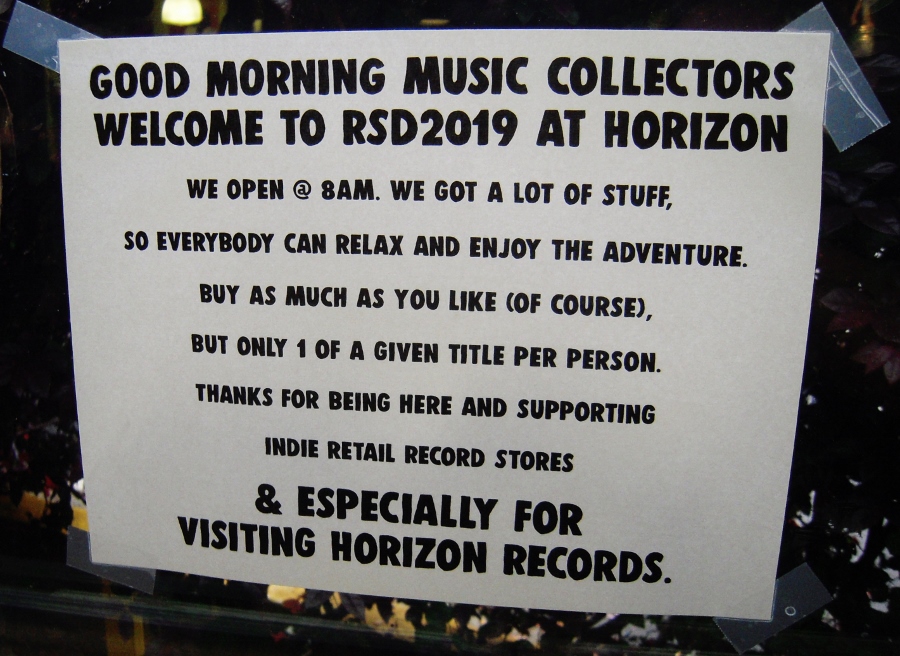 GOOD MORNING MUSIC COLLECTORS
WELCOME TO RSD2019 AT HORIZON
WE OPEN @ 8AM. WE GOT A LOT OF STUFF,
SO EVERYBODY CAN RELAX AND ENJOY THE ADVENTURE.
BUY AS MUCH AS YOU LIKE (OF COURSE),
BUT ONLY 1 OF A GIVEN TITLE PER PERSON.
THANKS FOR BEING HERE AND SUPPORTING
INDIE RETAIL RECORD STORES
& ESPECIALLY FOR
VISITING HORIZON RECORDS.